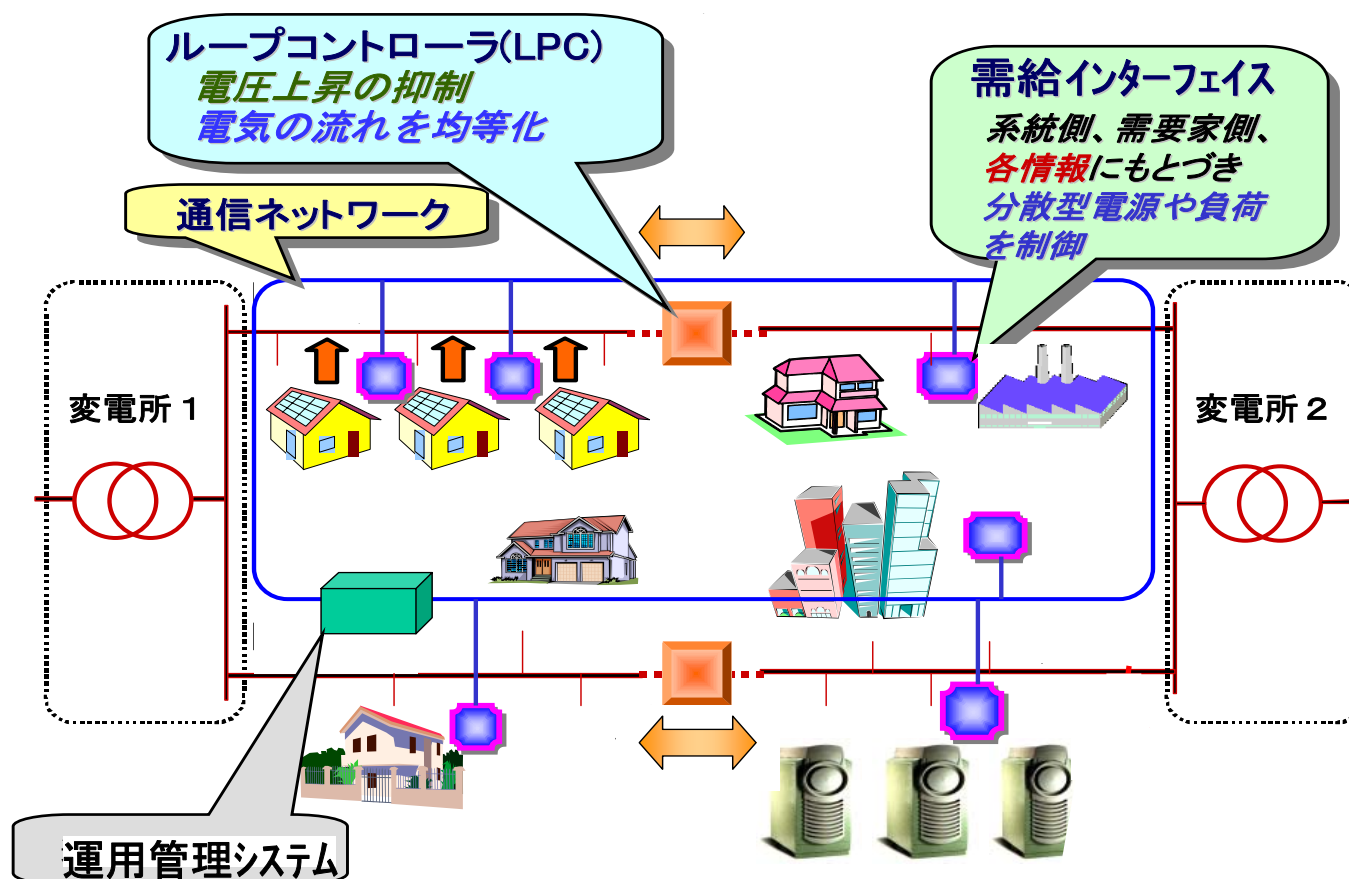 ループコントローラ(LPC)
電圧上昇の抑制
電気の流れを均等化
需給インターフェイス
系統側、需要家側、
各情報にもとづき
分散型電源や負荷
を制御
通信ネットワーク
変電所1
変電所2
運用管理システム